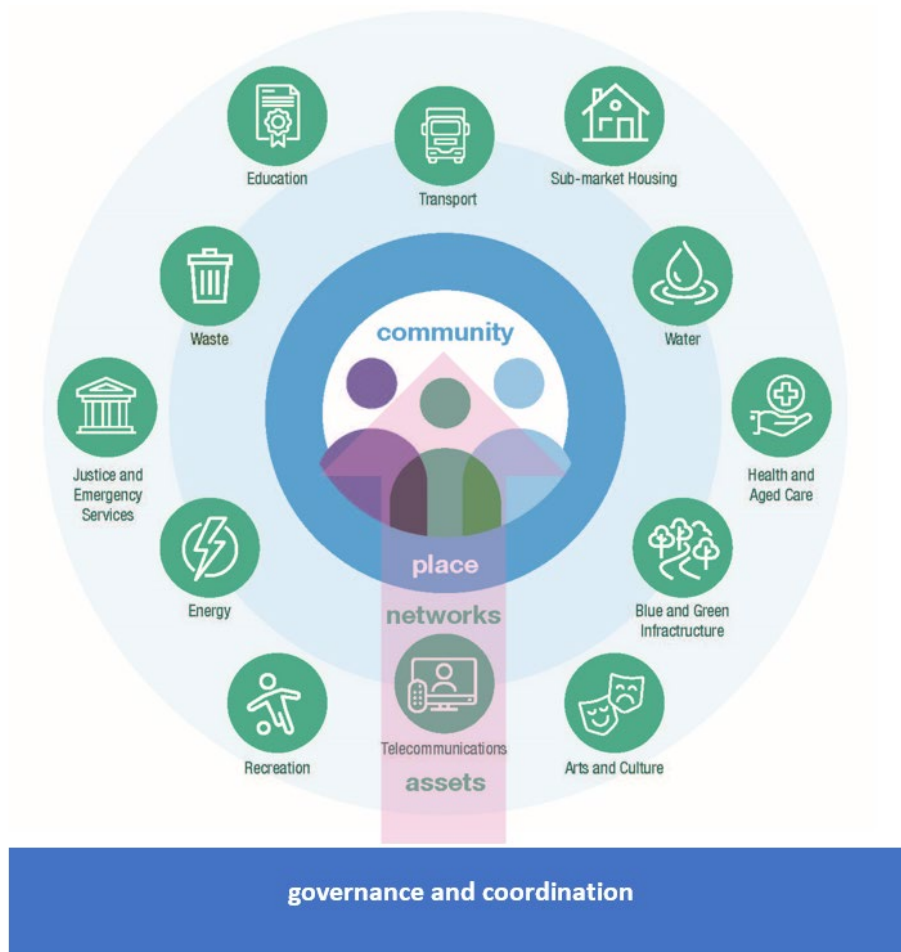 Education
Transport
Sub-market Housing
Waste
community
Water
Justice and
Emergency
Services
Health and
Aged Care
place
networks
Energy
Blue and Green
Infractructure
Recreation
Telecommunications
Arts and Culture
assets
governance and coordination